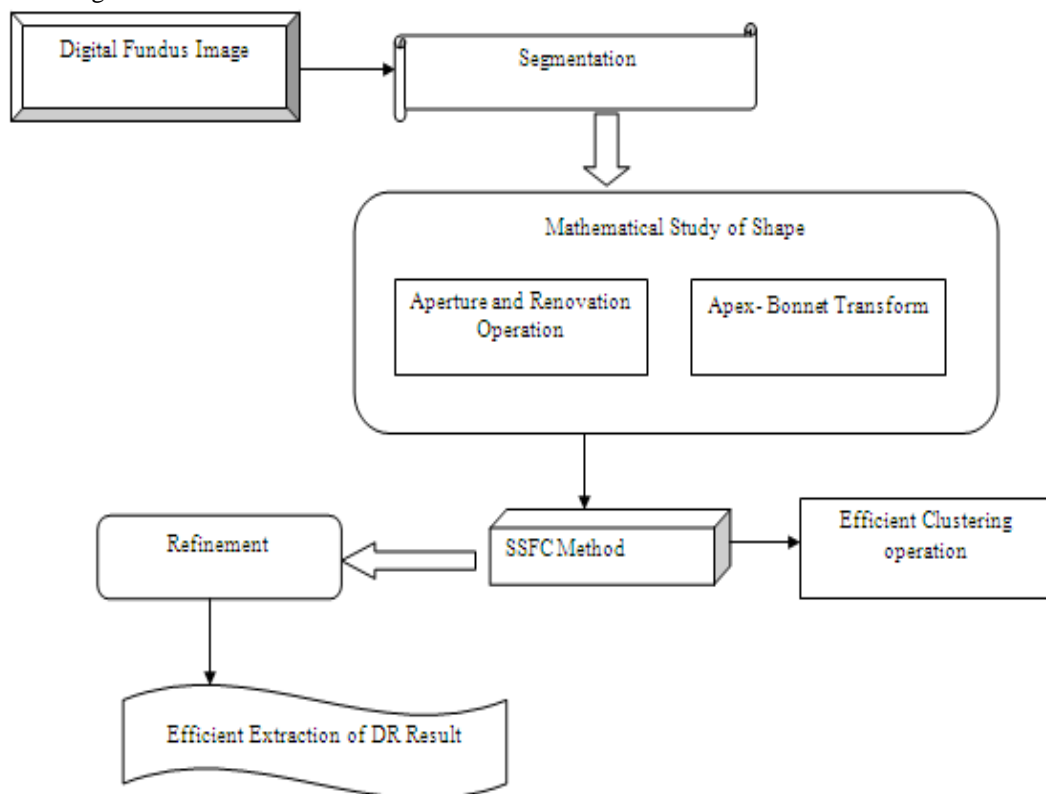 Digital Fundus Image
Segmentation
Mathematical Study of Shape
Aperture and Renovation
Operation
Apex- Bonnet Transform
SSFC Method
Efficient Clustering
operation
Refinement
Efficient Extraction of DR Result